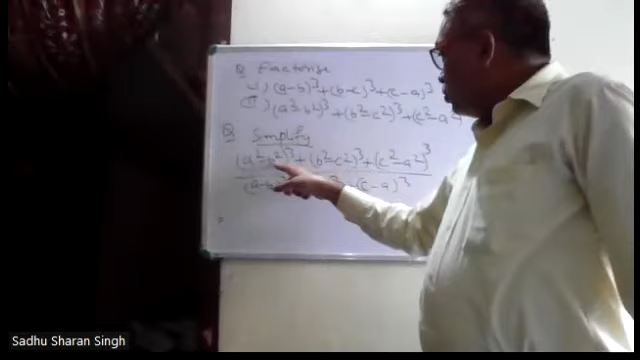 Q Factorise
i) (a-b)³+(b-c)³+(c-a)³
ii) (a²-b²)³+(b²-c²)³+(c²-a²)
Q Simplify
(a²-b²)³+(b²-c²)³+(c²-a²)³
(a-b)³ ³+(c-a)³
=
Sadhu Sharan Singh